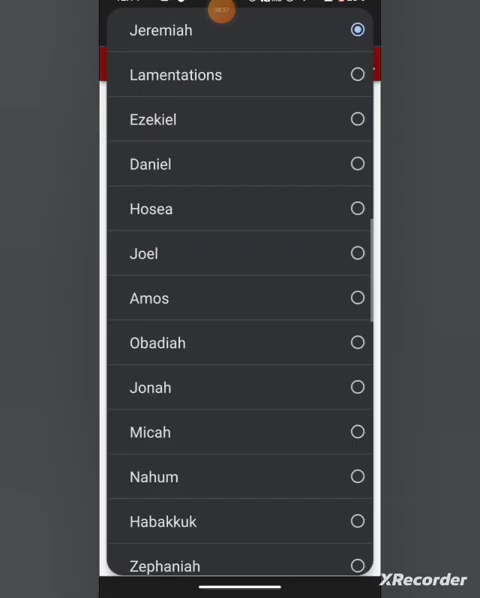 Jeremiah
Lamentations
Ezekiel
Daniel
Hosea
Joel
Amos
Obadiah
Jonah
Micah
Nahum
Habakkuk
Zephaniah
XRecorder